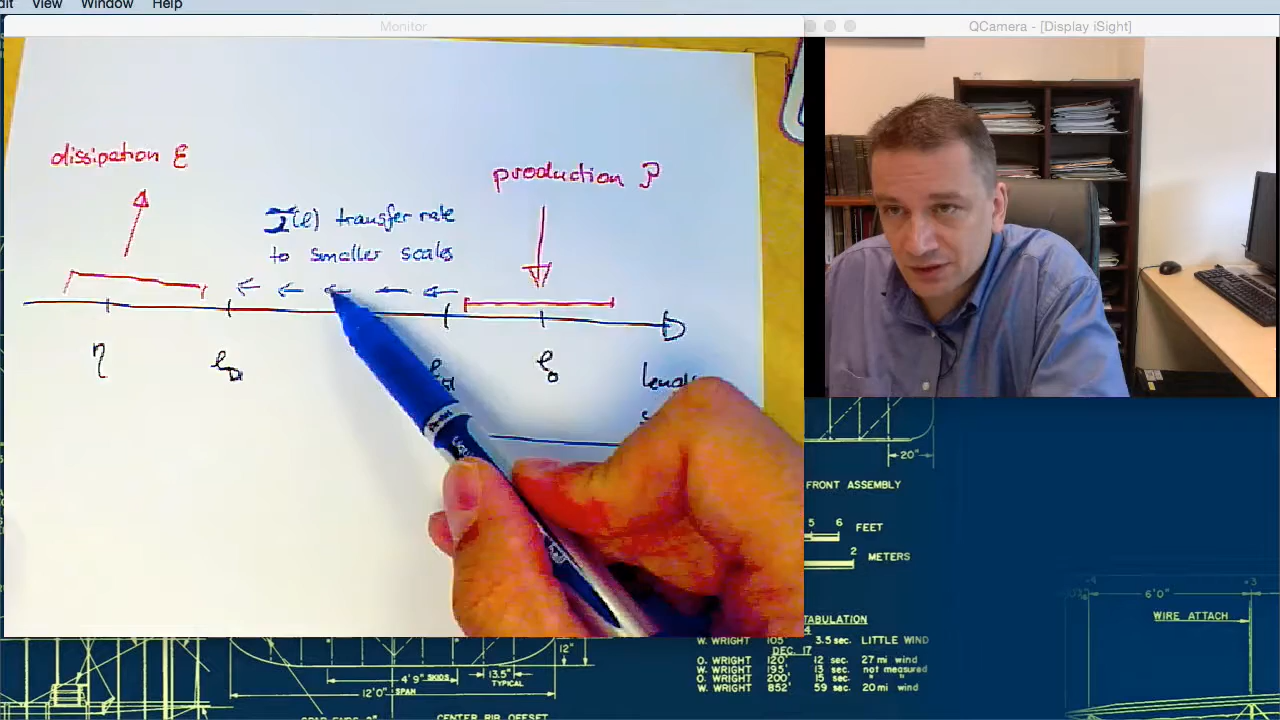 View Window Help
Monitor
QCamera - [Display iSight]
dissipation ε
production P
T(l) transfer rate
to smaller scales
η
l₀
length
20"
FRONT ASSEMBLY
5 6 FEET
2 METERS
TABULATION
W. WRIGHT 105' 3.5 sec. LITTLE WIND
DEC. 17
O. WRIGHT 120' 12 sec. 27 mi wind
W. WRIGHT 195' 13 sec. not measured
O. WRIGHT 200' 15 sec. " "
W. WRIGHT 852' 59 sec. 20 mi wind
6'0"
WIRE ATTACH
12"
4'9" SKIDS
13.5"
TYPICAL
12'0" SPAN
CENTER RIB OFFSET